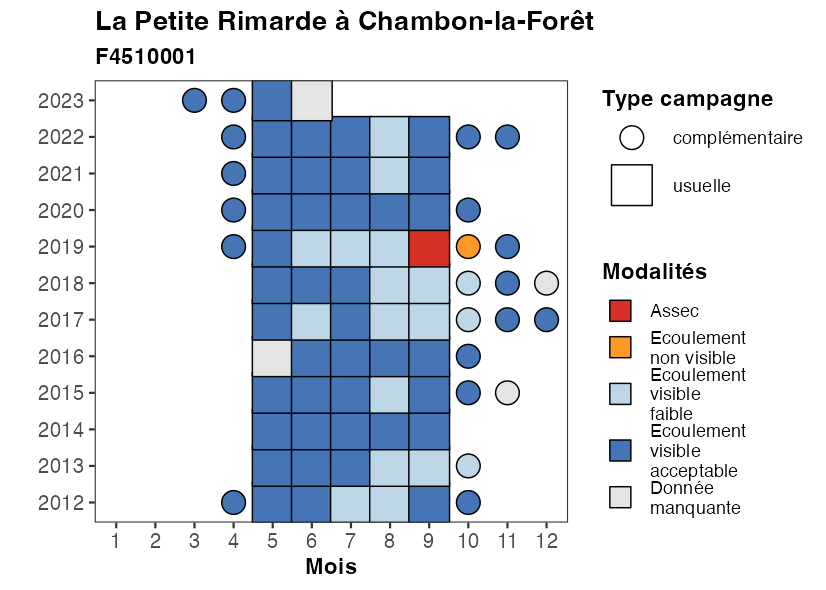 La Petite Rimarde à Chambon-la-Forêt
F4510001
2023
2022
2021
2020
2019
2018
2017
2016
2015
2014
2013
2012
1 2 3 4 5 6 7 8 9 10 11 12
Mois
Type campagne
complémentaire
usuelle
Modalités
Assec
Ecoulement
non visible
Ecoulement
visible
faible
Ecoulement
visible
acceptable
Donnée
manquante